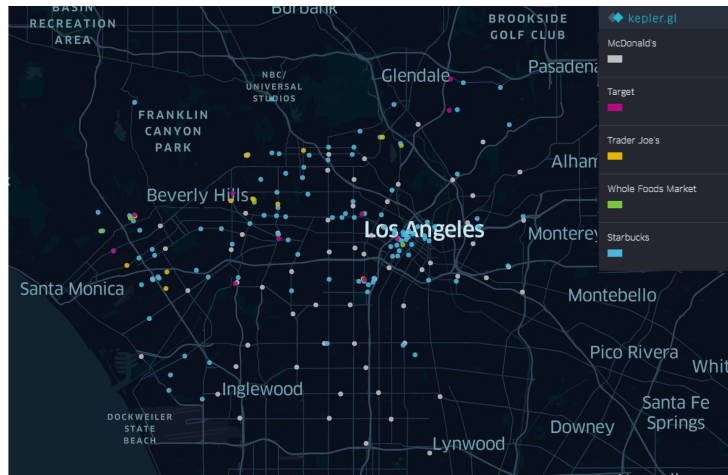 BASIN
RECREATION
AREA
Burbank
BROOKSIDE
GOLF CLUB
kepler.gl
McDonald's
Target
Trader Joe's
Whole Foods Market
Starbucks
NBC/
UNIVERSAL
STUDIOS
Glendale
Pasadena
FRANKLIN
CANYON
PARK
Alham
Beverly Hills
Los Angeles
Monterey
Santa Monica
Montebello
Pico Rivera
Whit
Inglewood
Santa Fe
Springs
DOCKWEILER
STATE
BEACH
Downey
Lynwood